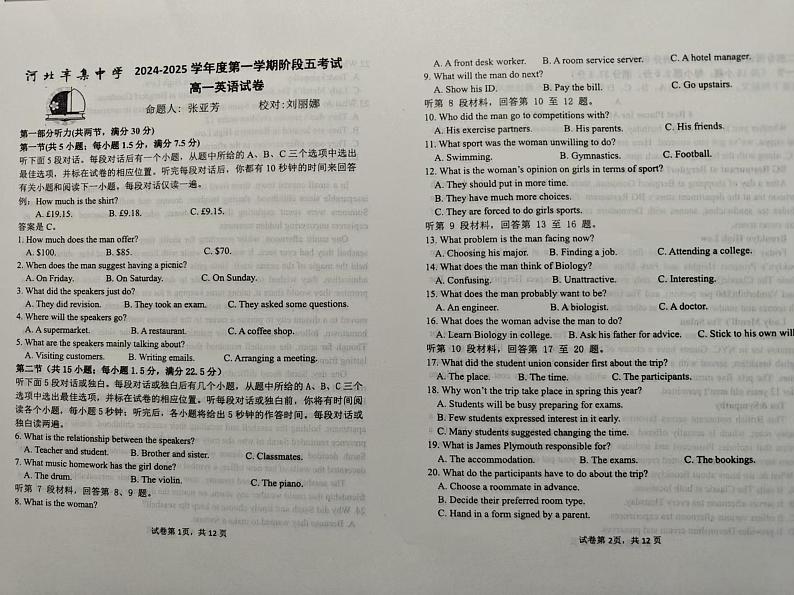 河北辛集中学 2024-2025 学年度第一学期阶段五考试
高一英语试卷
命题人：张亚芳 校对:刘丽娜
第一部分听力(共两节，满分 30 分)
第一节(共 5 小题；每小题 1.5 分，满分 7.5 分)
听下面 5 段对话。每段对话后有一个小题，从题中所给的 A、B、C 三个选项中选出
最佳选项，并标在试卷的相应位置。听完每段对话后，你都有 10 秒钟的时间来回答
有关小题和阅读下一小题。每段对话仅读一遍。
例：How much is the shirt?
A. £19.15. B. £9.18. C. £9.15.
答案是 C。
1. How much does the man offer?
A. $100. B. $85. C. $70.
2. When does the man suggest having a picnic?
A. On Friday. B. On Saturday. C. On Sunday.
3. What did the speakers just do?
A. They did revision. B. They took an exam. C. They asked some questions.
4. Where will the speakers go?
A. A supermarket. B. A restaurant. C. A coffee shop.
5. What are the speakers mainly talking about?
A. Visiting customers. B. Writing emails. C. Arranging a meeting.
第二节（共 15 小题；每小题 1.5 分，满分 22.5 分）
听下面 5 段对话或独白。每段对话或独白后有几个小题，从题中所给的 A、B、C 三个
选项中选出最佳选项，并标在试卷的相应位置。听每段对话或独白前，你将有时间阅
读各个小题，每小题 5 秒钟；听完后，各小题将给出 5 秒钟的作答时间。每段对话或
独白读两遍。
6. What is the relationship between the speakers?
A. Teacher and student. B. Brother and sister. C. Classmates.
7. What music homework has the girl done?
A. The drum. B. The violin. C. The piano.
听第 7 段材料，回答第 8、9 题。
8. What is the woman?
试卷第 1页，共 12 页
A. A front desk worker. B. A room service worker. C. A hotel manager.
9. What will the man do next?
A. Show his ID. B. Pay the bill. C. Go upstairs.
听第 8 段材料，回答第 10 至 12 题。
10. Who did the man go to competitions with?
A. His exercise partners. B. His parents. C. His friends.
11. What sport was the woman unwilling to do?
A. Swimming. B. Gymnastics. C. Football.
12. What is the woman's opinion on girls in terms of sport?
A. They should put in more time.
B. They have much more choices.
C. They are forced to do girls sports.
听第 9 段材料，回答第 13 至 16 题。
13. What problem is the man facing now?
A. Choosing his major. B. Finding a job. C. Attending a college.
14. What does the man think of Biology?
A. Confusing. B. Unattractive. C. Interesting.
15. What does the man probably want to be?
A. An engineer. B. A biologist. C. A doctor.
16. What does the woman advise the man to do?
A. Learn Biology in College. B. Ask his father for advice. C. Stick to his own will
听第 10 段材料，回答第 17 至 20 题。
17. What did the student union consider first about the trip?
A. The place. B. The time. C. The participants.
18. Why won't the trip take place in spring this year?
A. Students will be busy preparing for exams.
B. Few students expressed interest in it early.
C. Many students suggested changing the time.
19. What is James Plymouth responsible for?
A. The accommodation. B. The exams. C. The bookings.
20. What do the participants have to do about the trip?
A. Choose a roommate in advance.
B. Decide their preferred room type.
C. Hand in a form signed by a parent.
试卷第 2页，共 12 页